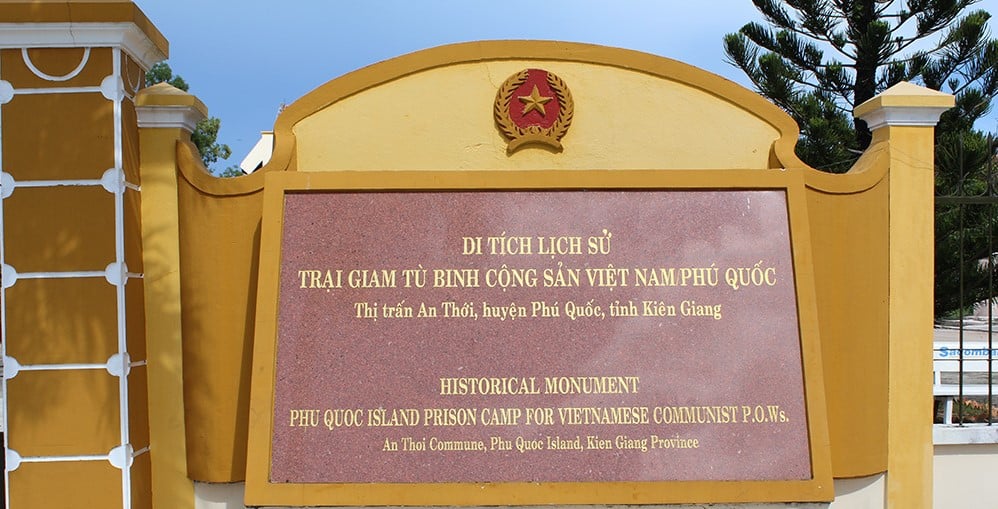 DI TÍCH LỊCH SỬ
TRẠI GIAM TÙ BINH CỘNG SẢN VIỆT NAM/PHÚ QUỐC
Thị trấn An Thới, huyện Phú Quốc, tỉnh Kiên Giang
HISTORICAL MONUMENT
PHU QUOC ISLAND PRISON CAMP FOR VIETNAMESE COMMUNIST P.O.Ws.
An Thoi Commune, Phu Quoc Island, Kien Giang Province